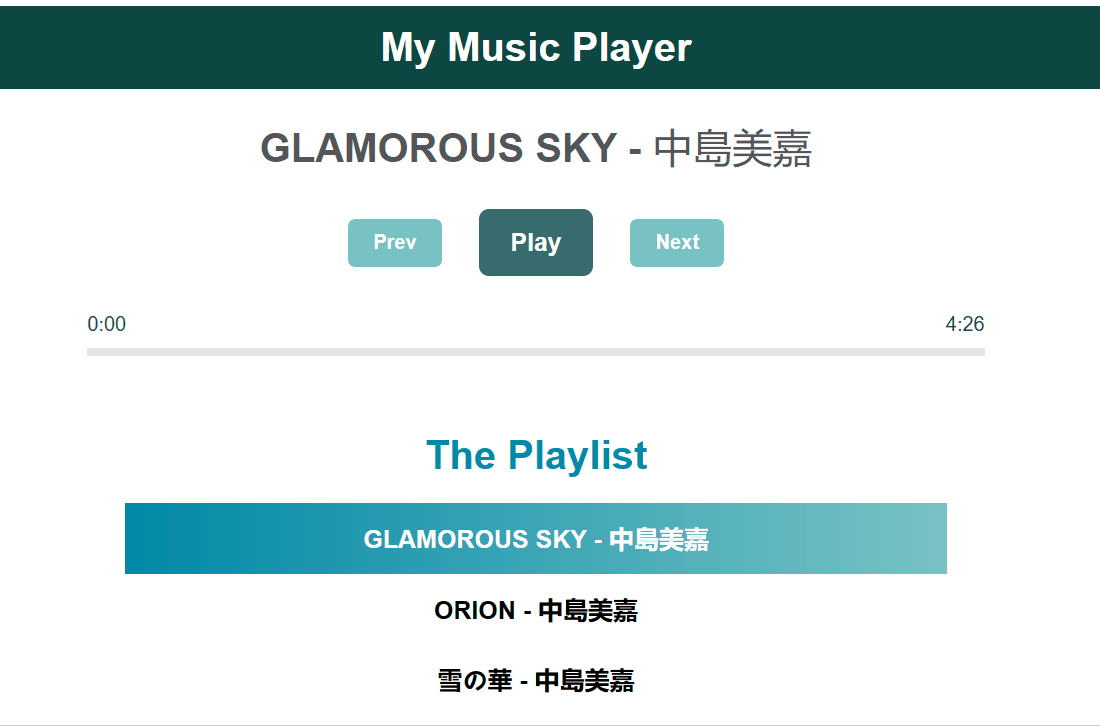 My Music Player
GLAMOROUS SKY - 中島美嘉
Prev Play Next
0:00 4:26
The Playlist
GLAMOROUS SKY - 中島美嘉
ORION - 中島美嘉
雪の華 - 中島美嘉